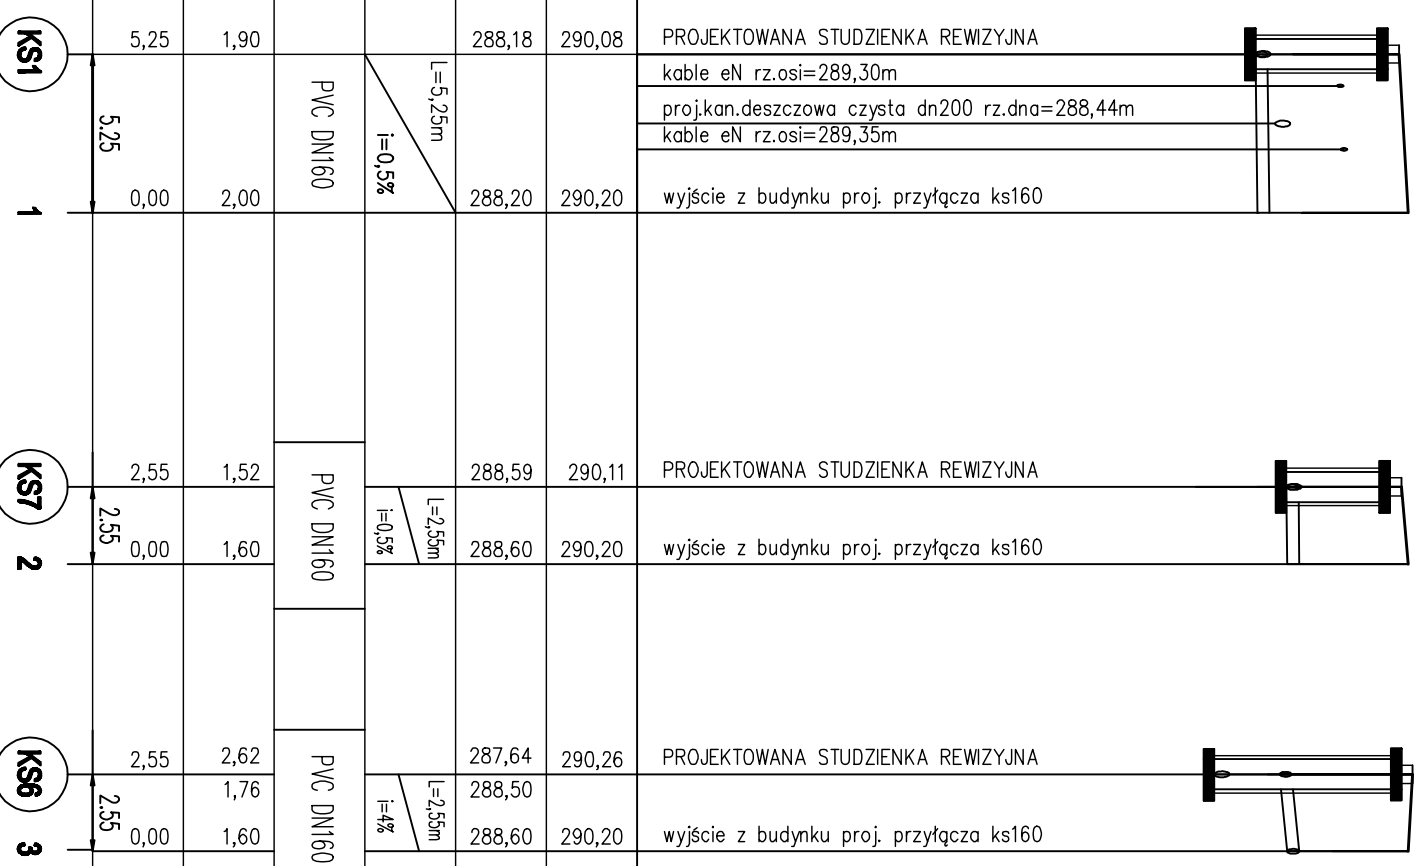 KS1
5,25
1,90
288,18
290,08
PROJEKTOWANA STUDZIENKA REWIZYJNA
kable eN rz.osi=289,30m
proj.kan.deszczowa czysta dn200 rz.dna=288,44m
kable eN rz.osi=289,35m
5.25
PVC DN160
L=5,25m
i=0,5%
1
0,00
2,00
288,20
290,20
wyjście z budynku proj. przyłącza ks160
KS7
2,55
1,52
288,59
290,11
PROJEKTOWANA STUDZIENKA REWIZYJNA
2.55
PVC DN160
L=2,55m
i=0,5%
2
0,00
1,60
288,60
290,20
wyjście z budynku proj. przyłącza ks160
KS6
2,55
2,62
287,64
290,26
PROJEKTOWANA STUDZIENKA REWIZYJNA
1,76
288,50
2.55
PVC DN160
L=2,55m
i=4%
3
0,00
1,60
288,60
290,20
wyjście z budynku proj. przyłącza ks160